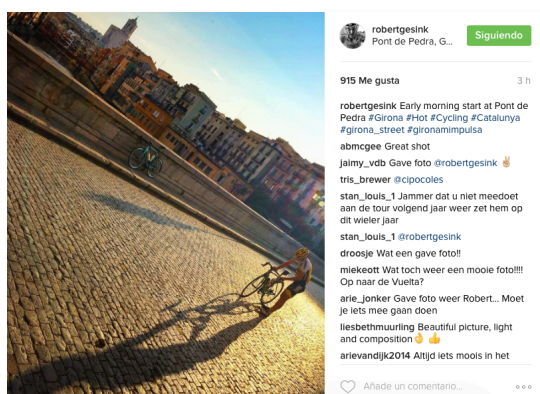 robertgesink
Pont de Pedra, G...
Siguiendo
915 Me gusta
3 h
robertgesink Early morning start at Pont de
Pedra #Girona #Hot #Cycling #Catalunya
#girona_street #gironamimpulsa
abmcgee Great shot
jaimy_vdb Gave foto @robertgesink ✌🏼
tris_brewer @cipocoles
stan_louis_1 Jammer dat u niet meedoet
aan de tour volgend jaar weer zet hem op
dit wieler jaar
stan_louis_1 @robertgesink
droosje Wat een gave foto!!
miekeott Wat toch weer een mooie foto!!!!
Op naar de Vuelta?
arie_jonker Gave foto weer Robert... Moet
je iets mee gaan doen
liesbethmuurling Beautiful picture, light
and composition👌 👍
arievandijk2014 Altijd iets moois in het
Añade un comentario...